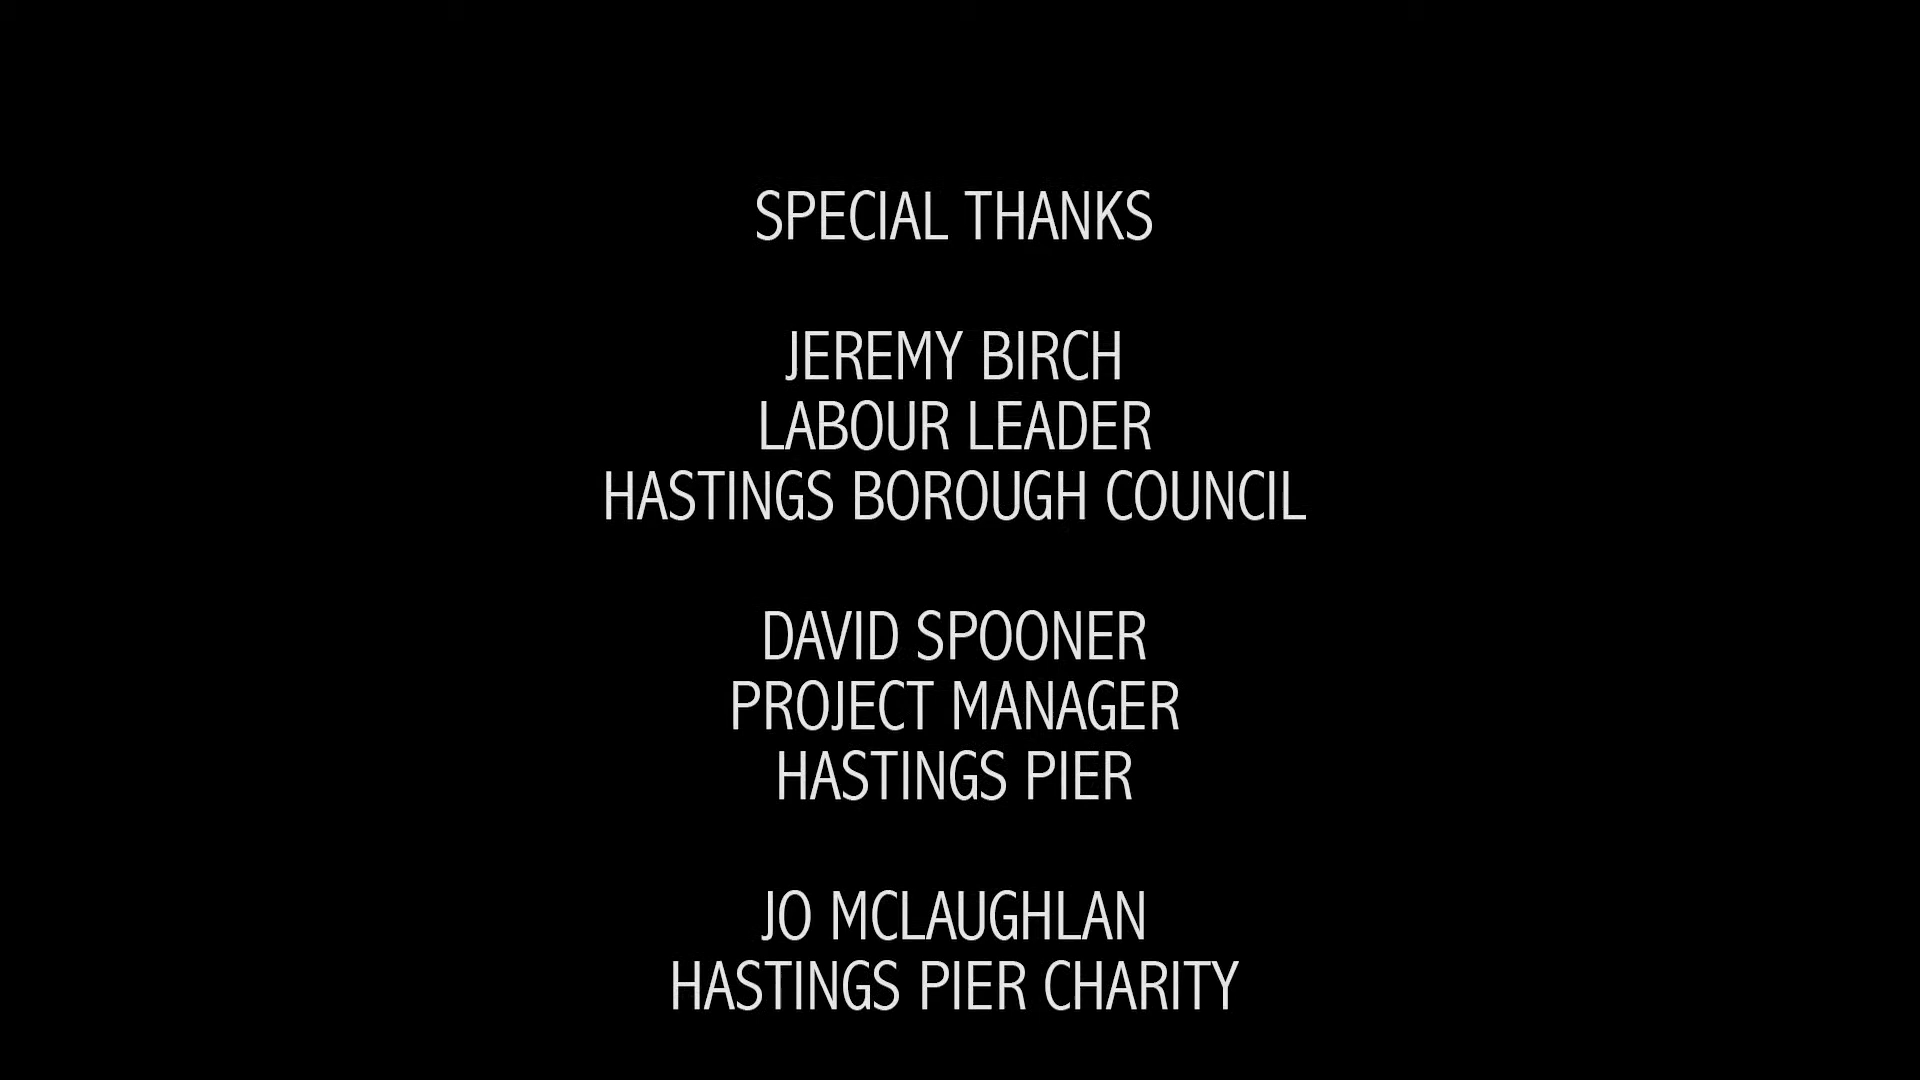 SPECIAL THANKS
JEREMY BIRCH
LABOUR LEADER
HASTINGS BOROUGH COUNCIL
DAVID SPOONER
PROJECT MANAGER
HASTINGS PIER
JO MCLAUGHLAN
HASTINGS PIER CHARITY